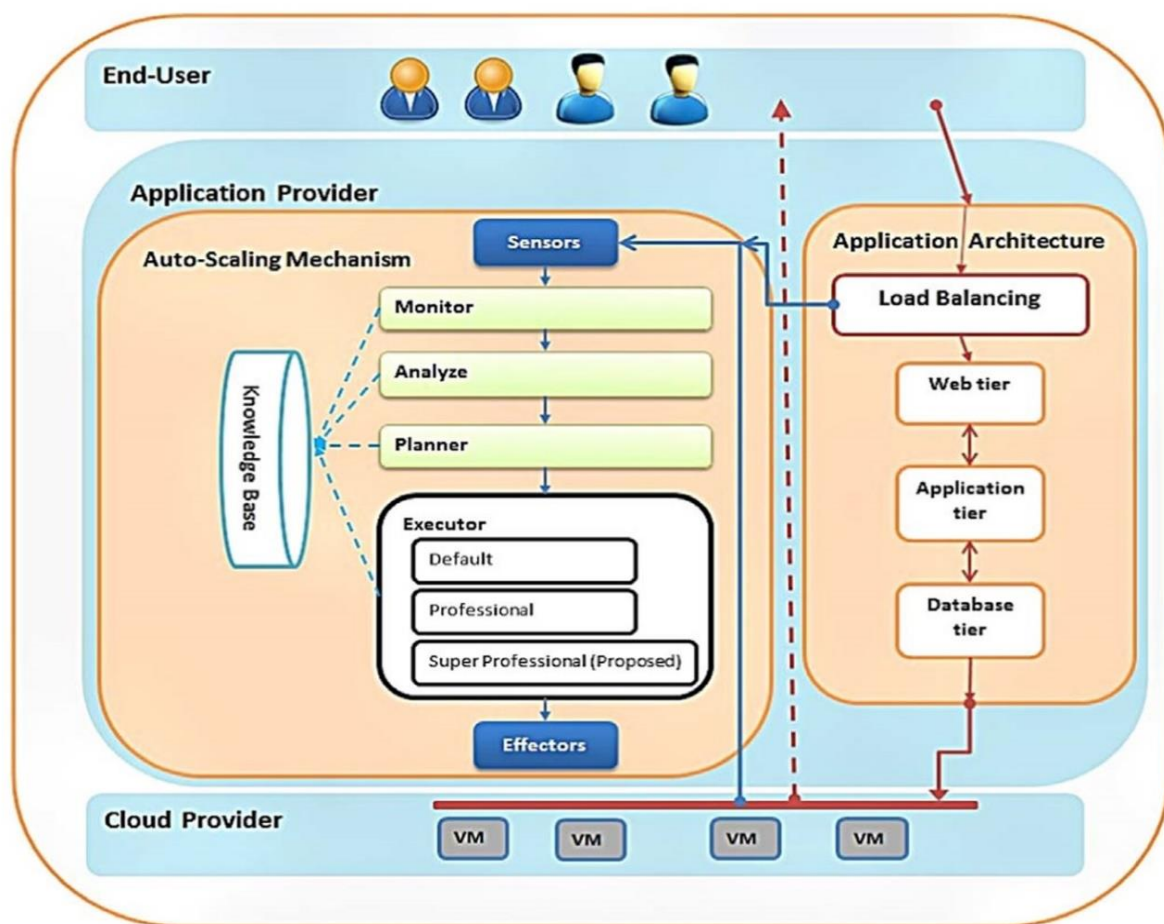 End-User
Application Provider
Auto-Scaling Mechanism
Sensors
Monitor
Analyze
Planner
Knowledge Base
Executor
Default
Professional
Super Professional (Proposed)
Effectors
Application Architecture
Load Balancing
Web tier
Application
tier
Database
tier
Cloud Provider
VM
VM
VM
VM